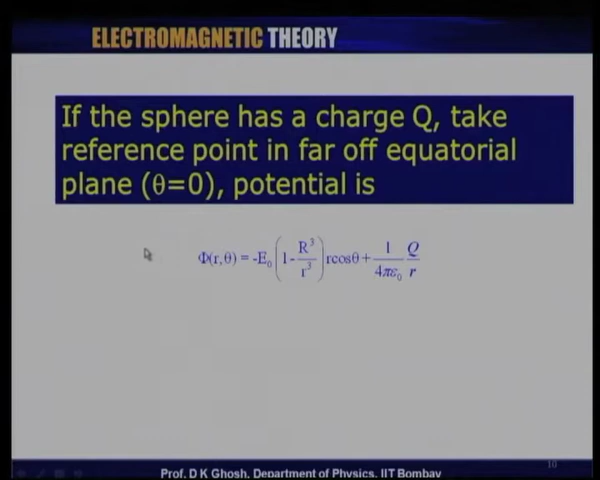 ELECTROMAGNETIC THEORY
If the sphere has a charge Q, take
reference point in far off equatorial
plane (θ=0), potential is
Φ(r,θ) = -E₀(1-R³/r³)rcosθ+1/4πε₀ Q/r
10
Prof. D K Ghosh, Department of Physics, IIT Bombay